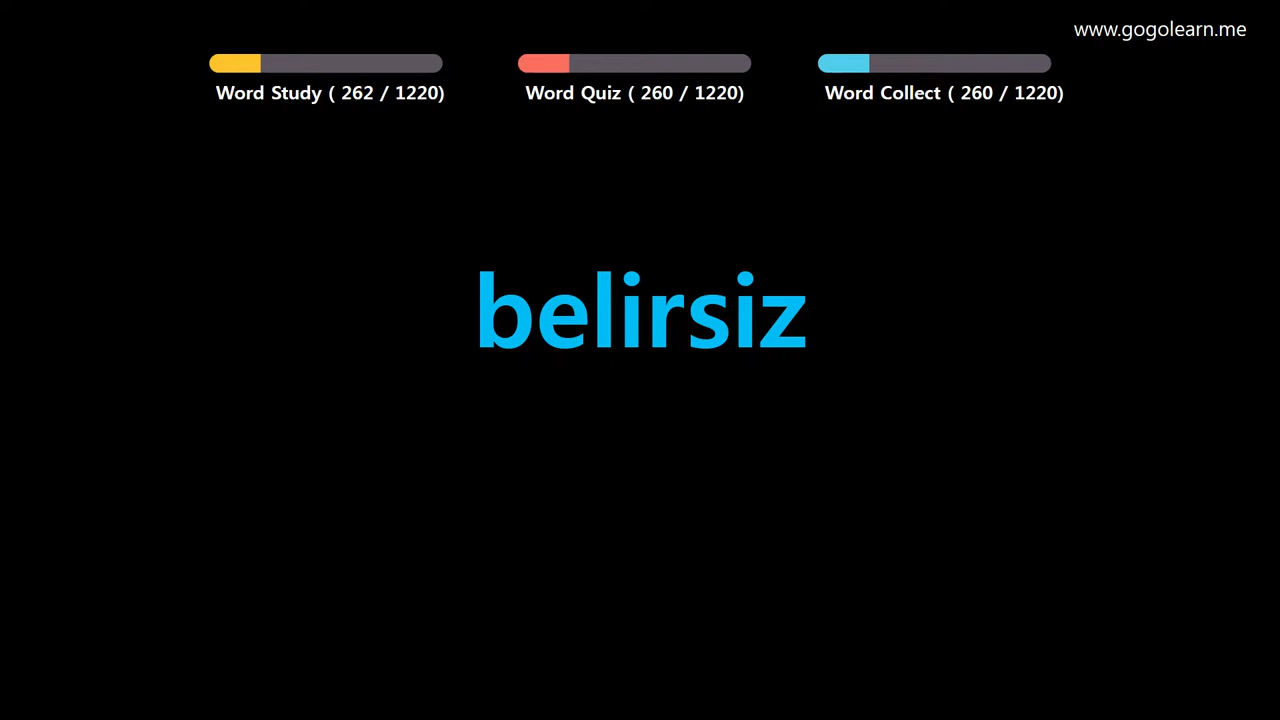 www.gogolearn.me
Word Study ( 262 / 1220)
Word Quiz ( 260 / 1220)
Word Collect ( 260 / 1220)
belirsiz